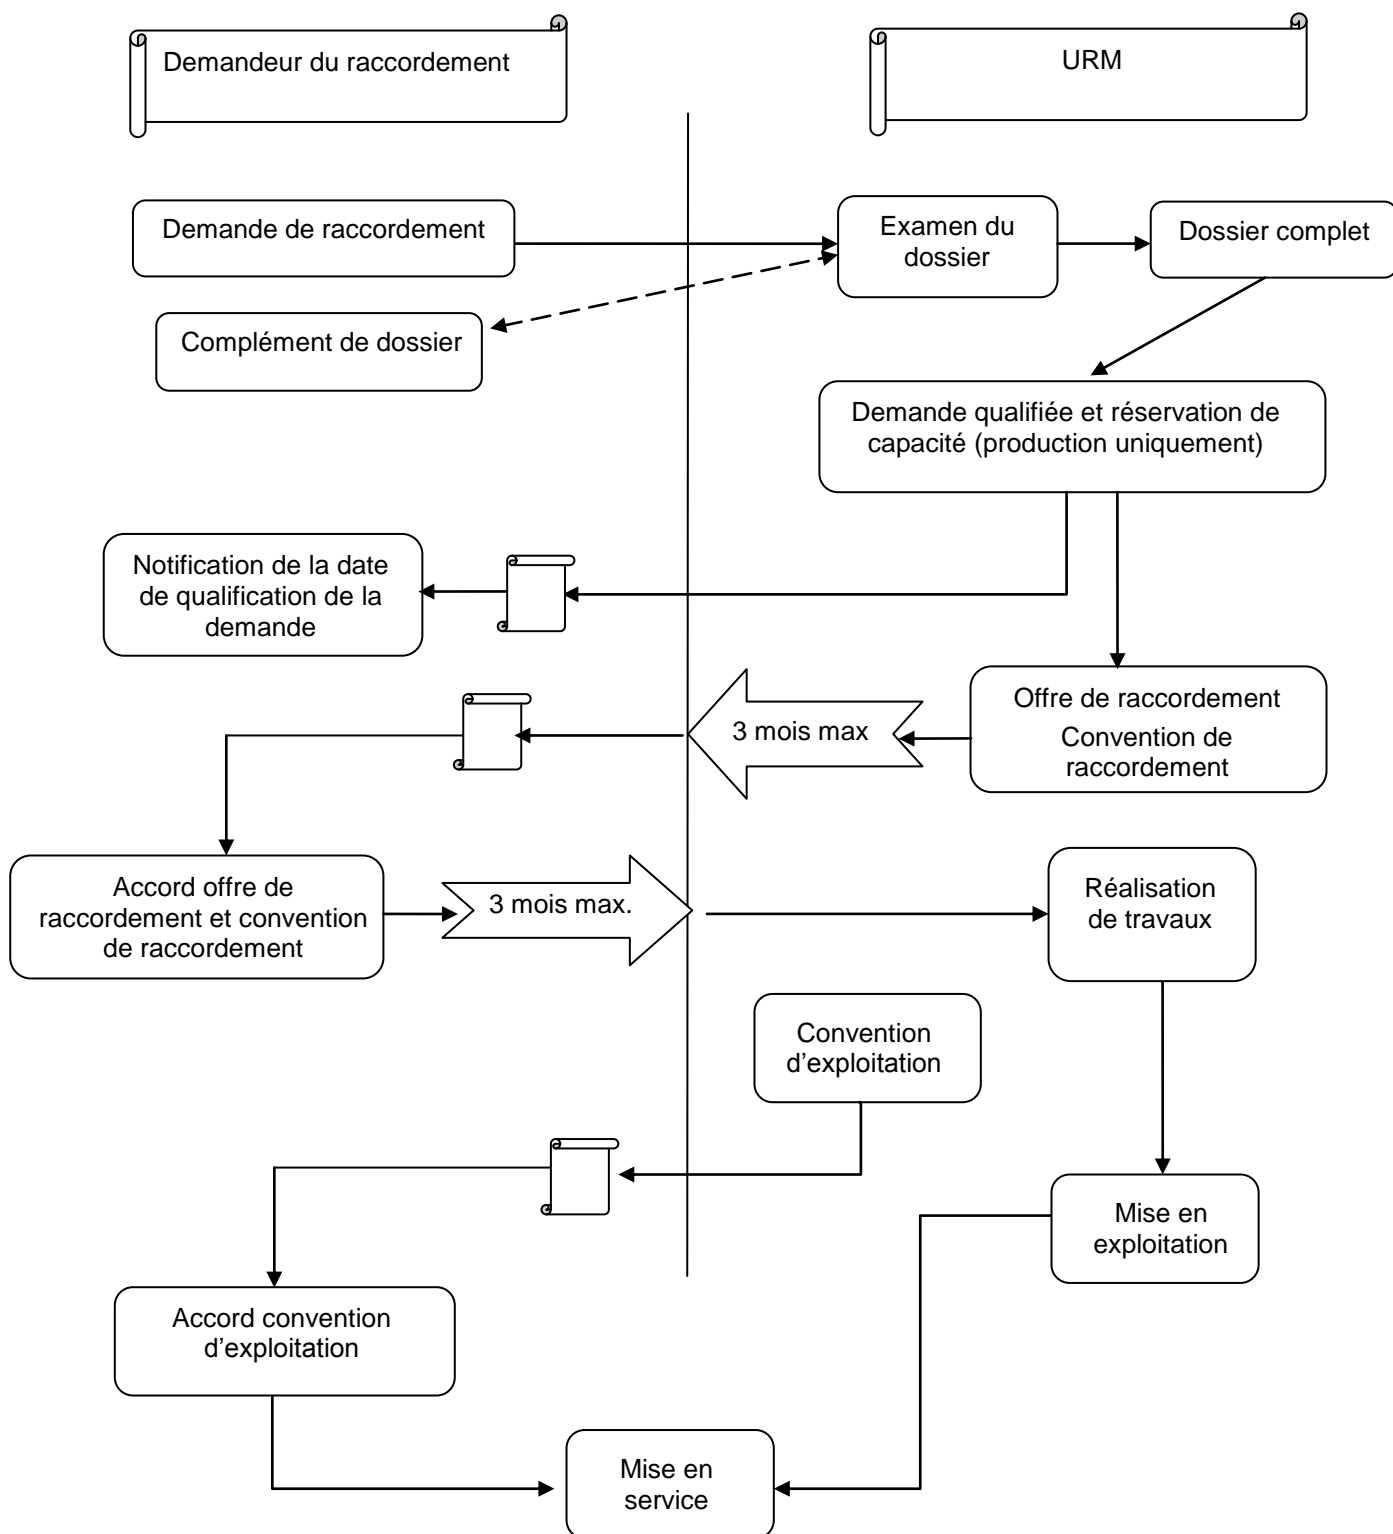 Demandeur du raccordement
URM
Demande de raccordement
Examen du
dossier
Dossier complet
Complément de dossier
Demande qualifiée et réservation de
capacité (production uniquement)
Notification de la date
de qualification de la
demande
Offre de raccordement
Convention de
raccordement
3 mois max
Accord offre de
raccordement et convention
de raccordement
3 mois max.
Réalisation
de travaux
Convention
d’exploitation
Mise en
exploitation
Accord convention
d’exploitation
Mise en
service